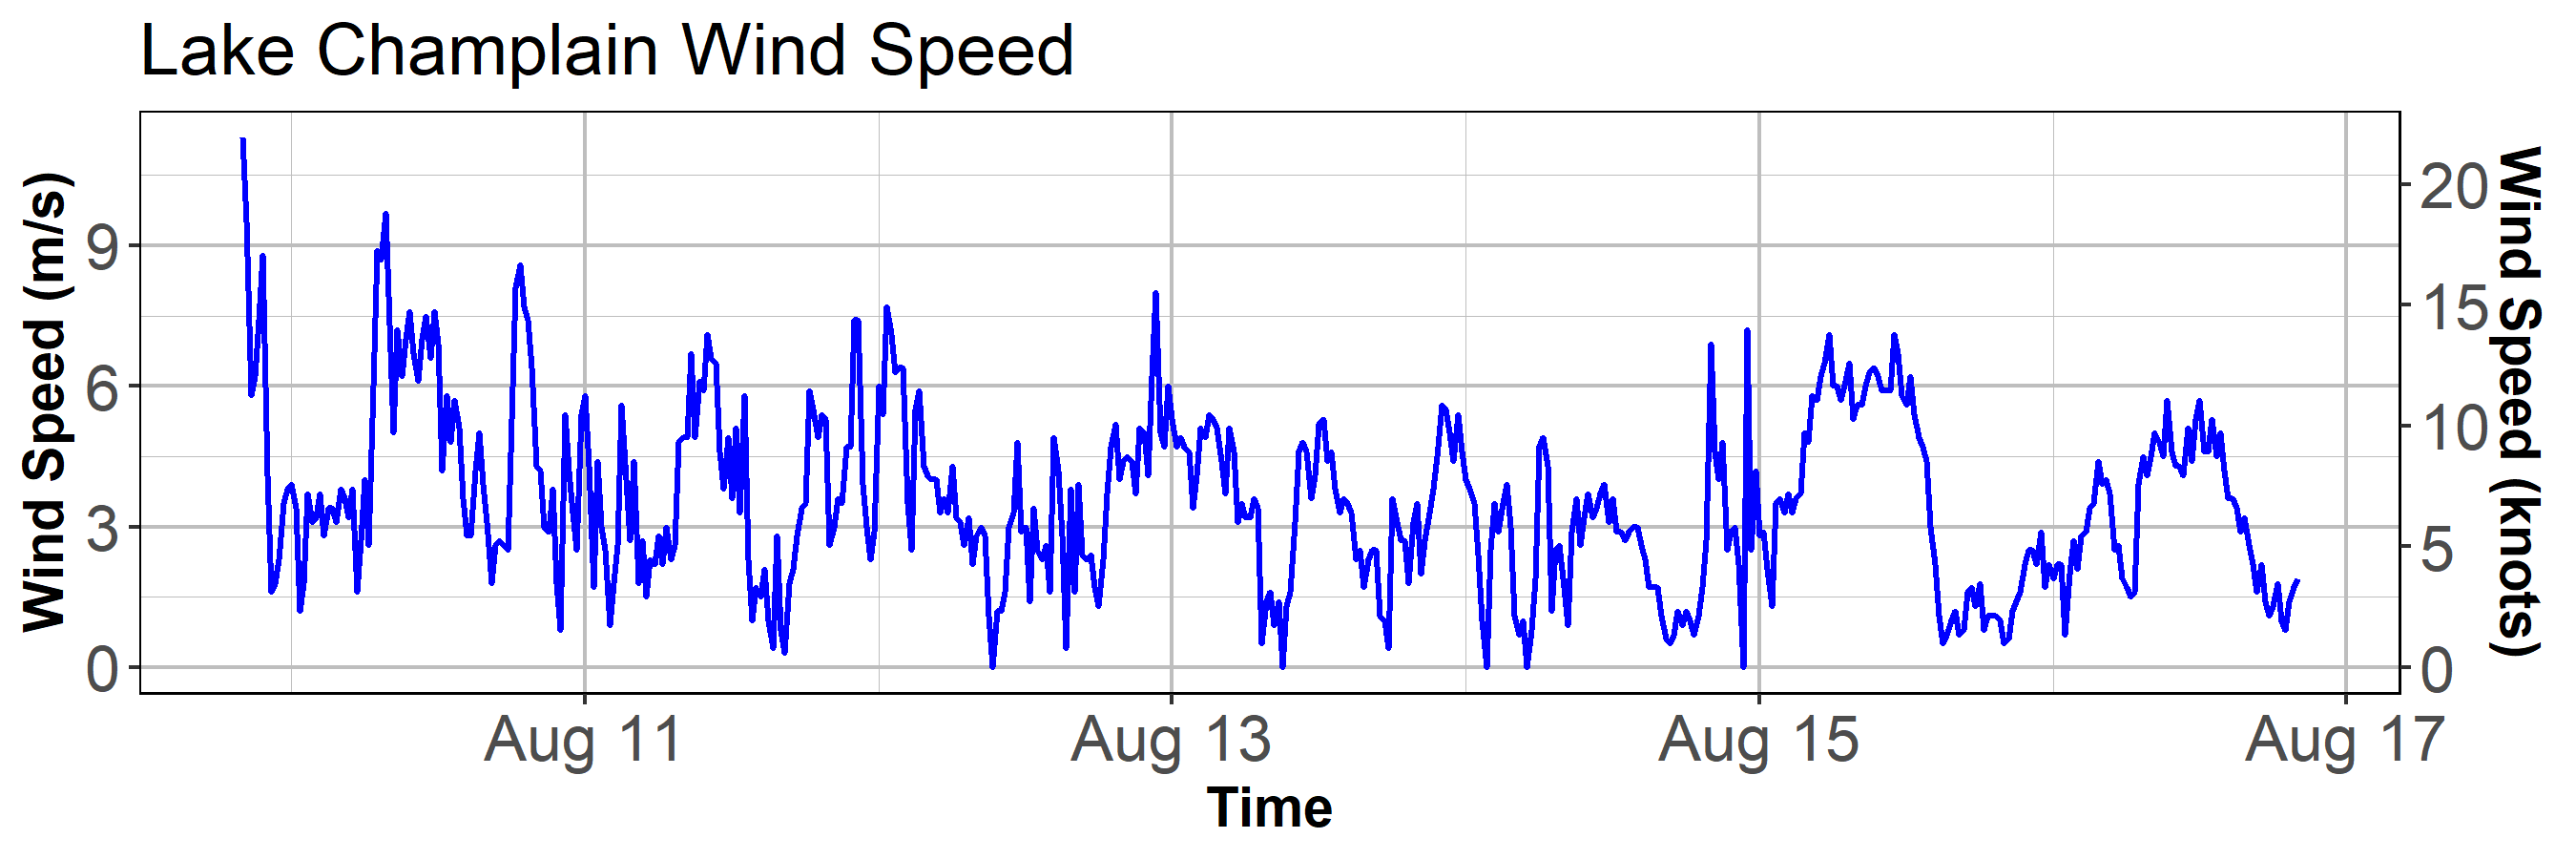 Lake Champlain Wind Speed
Wind Speed (m/s)
9
6
3
0
20
15
10
5
0
Wind Speed (knots)
Aug 11
Aug 13
Aug 15
Aug 17
Time